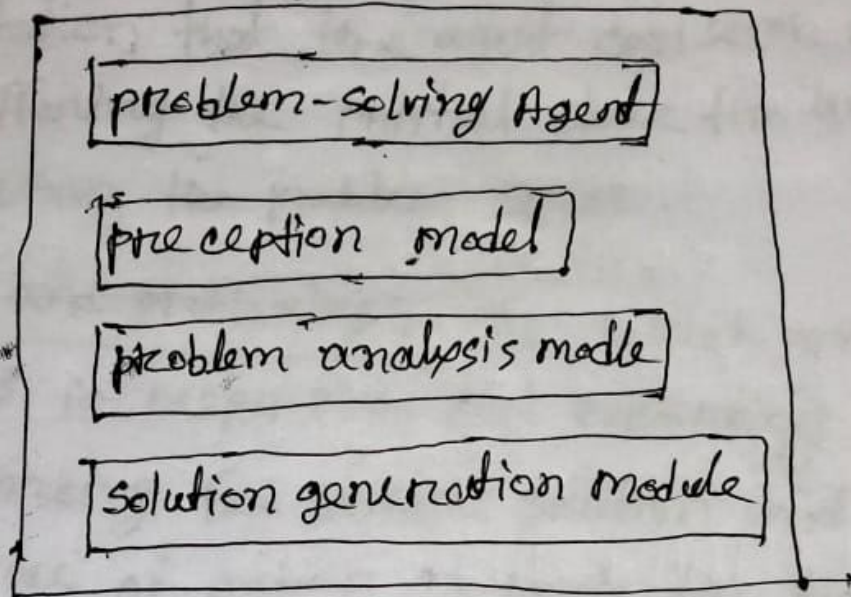 problem-solving Agent
preception model
problem analysis modle
solution generation module